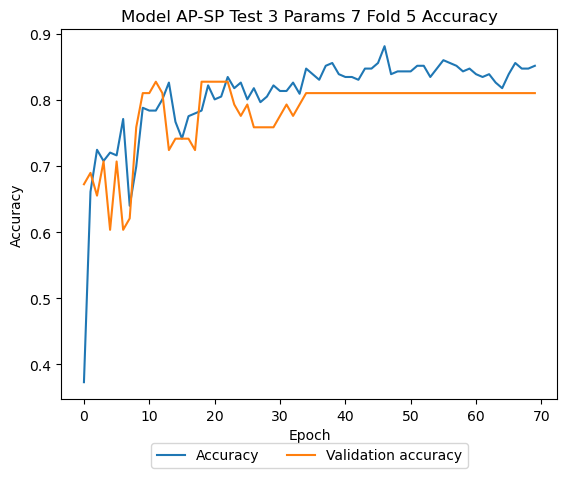 Model AP-SP Test 3 Params 7 Fold 5 Accuracy
0.9
0.8
0.7
0.6
0.5
0.4
Accuracy
0 10 20 30 40 50 60 70
Epoch
Accuracy Validation accuracy